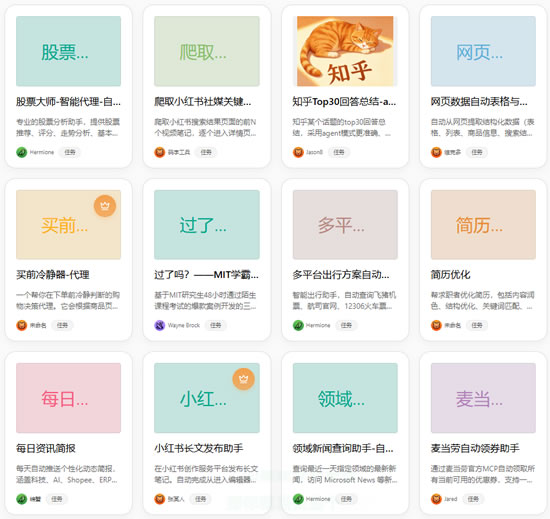 股票...
爬取...
知乎
网页...
股票大师-智能代理-自...
爬取小红书社媒关键...
知乎Top30回答总结-a...
网页数据自动表格与...
专业的股票分析助手，提供股票
推荐、评分、走势分析、基本...
爬取小红书搜索结果页面的前N
个视频笔记，逐个进入详情页...
知乎某个话题的top30回答总
结，采用agent模式更准确、...
自动从网页提取结构化数据（表
格、列表、商品信息、搜索结...
Hermione 任务
萌李工具 任务
JasonB 任务
任务
买前...
过了...
多平...
简历...
买前冷静器-代理
过了吗？——MIT学霸...
多平台出行方案自动...
简历优化
一个帮你在下单前冷静判断的购
物决策代理。它会根据商品页...
基于MIT研究生48小时通过陌生
课程考试的爆款案例开发的三...
智能出行助手，自动查询飞猪机
票、航司官网、12306火车票...
帮求职者优化简历，包括内容润
色、结构优化、关键词匹配、...
未命名 任务
Wayne Brock 任务
Hermione 任务
未命名 任务
每日...
小红...
领域...
麦当...
每日资讯简报
小红书长文发布助手
领域新闻查询助手-自...
麦当劳自动领券助手
每天自动推送个性化动态简报，
涵盖科技、AI、Shopee、ERP...
在小红书创作服务平台发布长文
笔记。自动完成从进入编辑器...
查询最近一天指定领域的最新新
闻，访问 Microsoft News 等新...
通过麦当劳官方MCP自动领取所
有当前可用的优惠券，支持一...
螃蟹 任务
张某人 任务
Hermione 任务
Jared 任务